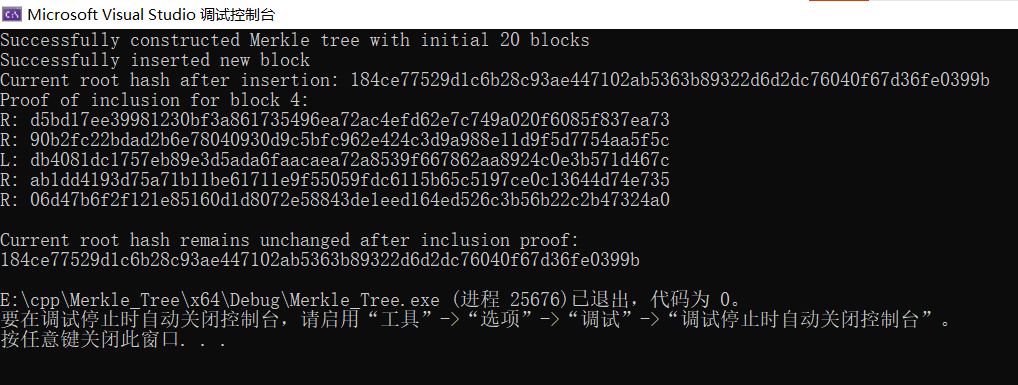 Microsoft Visual Studio 调试控制台
Successfully constructed Merkle tree with initial 20 blocks
Successfully inserted new block
Current root hash after insertion: 184ce77529d1c6b28c93ae447102ab5363b89322d6d2dc76040f67d36fe0399b
Proof of inclusion for block 4:
R: d5bd17ee39981230bf3a861735496ea72ac4efd62e7c749a020f6085f837ea73
R: 90b2fc22bdad2b6e78040930d9c5bfc962e424c3d9a988e11d9f5d7754aa5f5c
L: db4081dc1757eb89e3d5ada6faacaea72a8539f667862aa8924c0e3b571d467c
R: ab1dd4193d75a71b11be61711e9f55059fdc6115b65c5197ce0c13644d74e735
R: 06d47b6f2f121e85160d1d8072e58843de1eed164ed526c3b56b22c2b47324a0
Current root hash remains unchanged after inclusion proof:
184ce77529d1c6b28c93ae447102ab5363b89322d6d2dc76040f67d36fe0399b
E:\cpp\Merkle_Tree\x64\Debug\Merkle_Tree.exe (进程 25676)已退出，代码为 0。
要在调试停止时自动关闭控制台，请启用“工具”->“选项”->“调试”->“调试停止时自动关闭控制台”。
按任意键关闭此窗口. . .